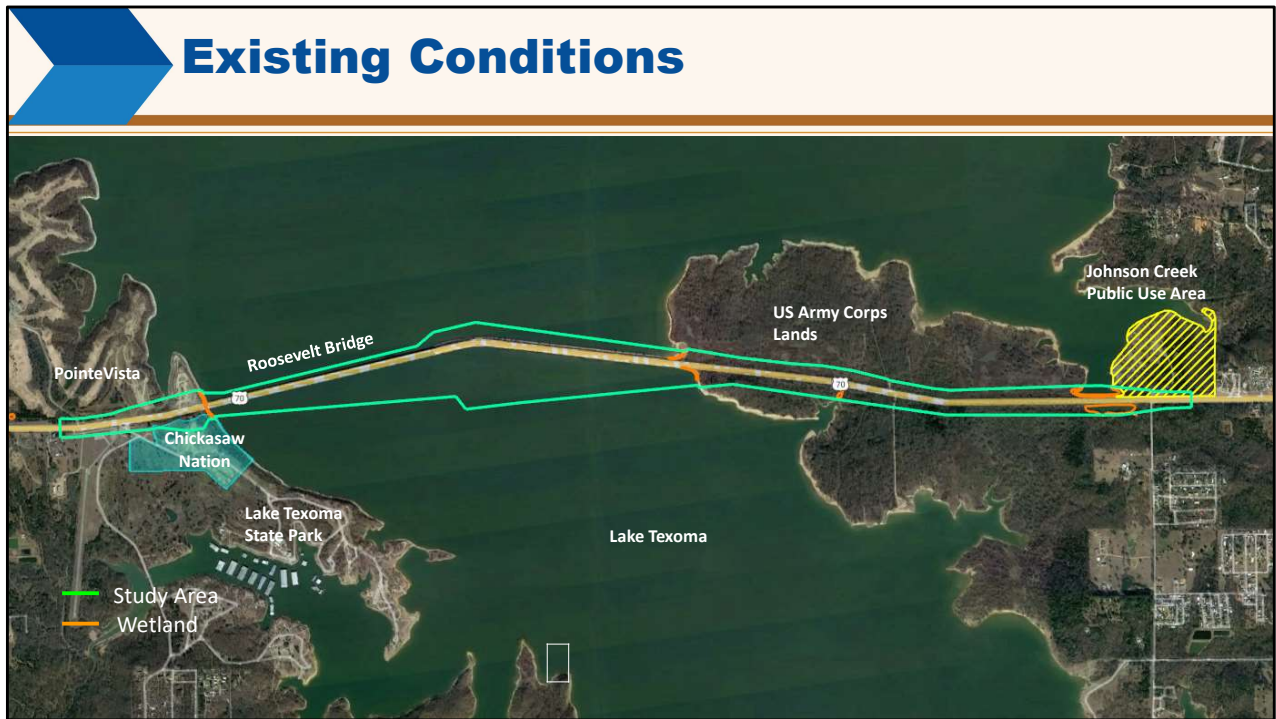 Existing Conditions
Johnson Creek
Public Use Area
US Army Corps
Lands
Roosevelt Bridge
PointeVista
70
70
Chickasaw
Nation
Lake Texoma
State Park
Lake Texoma
Study Area
Wetland